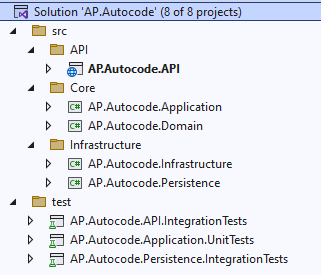 Solution 'AP.Autocode' (8 of 8 projects)
src
API
AP.Autocode.API
Core
C# AP.Autocode.Application
C# AP.Autocode.Domain
Infrastructure
C# AP.Autocode.Infrastructure
C# AP.Autocode.Persistence
test
AP.Autocode.API.IntegrationTests
AP.Autocode.Application.UnitTests
AP.Autocode.Persistence.IntegrationTests